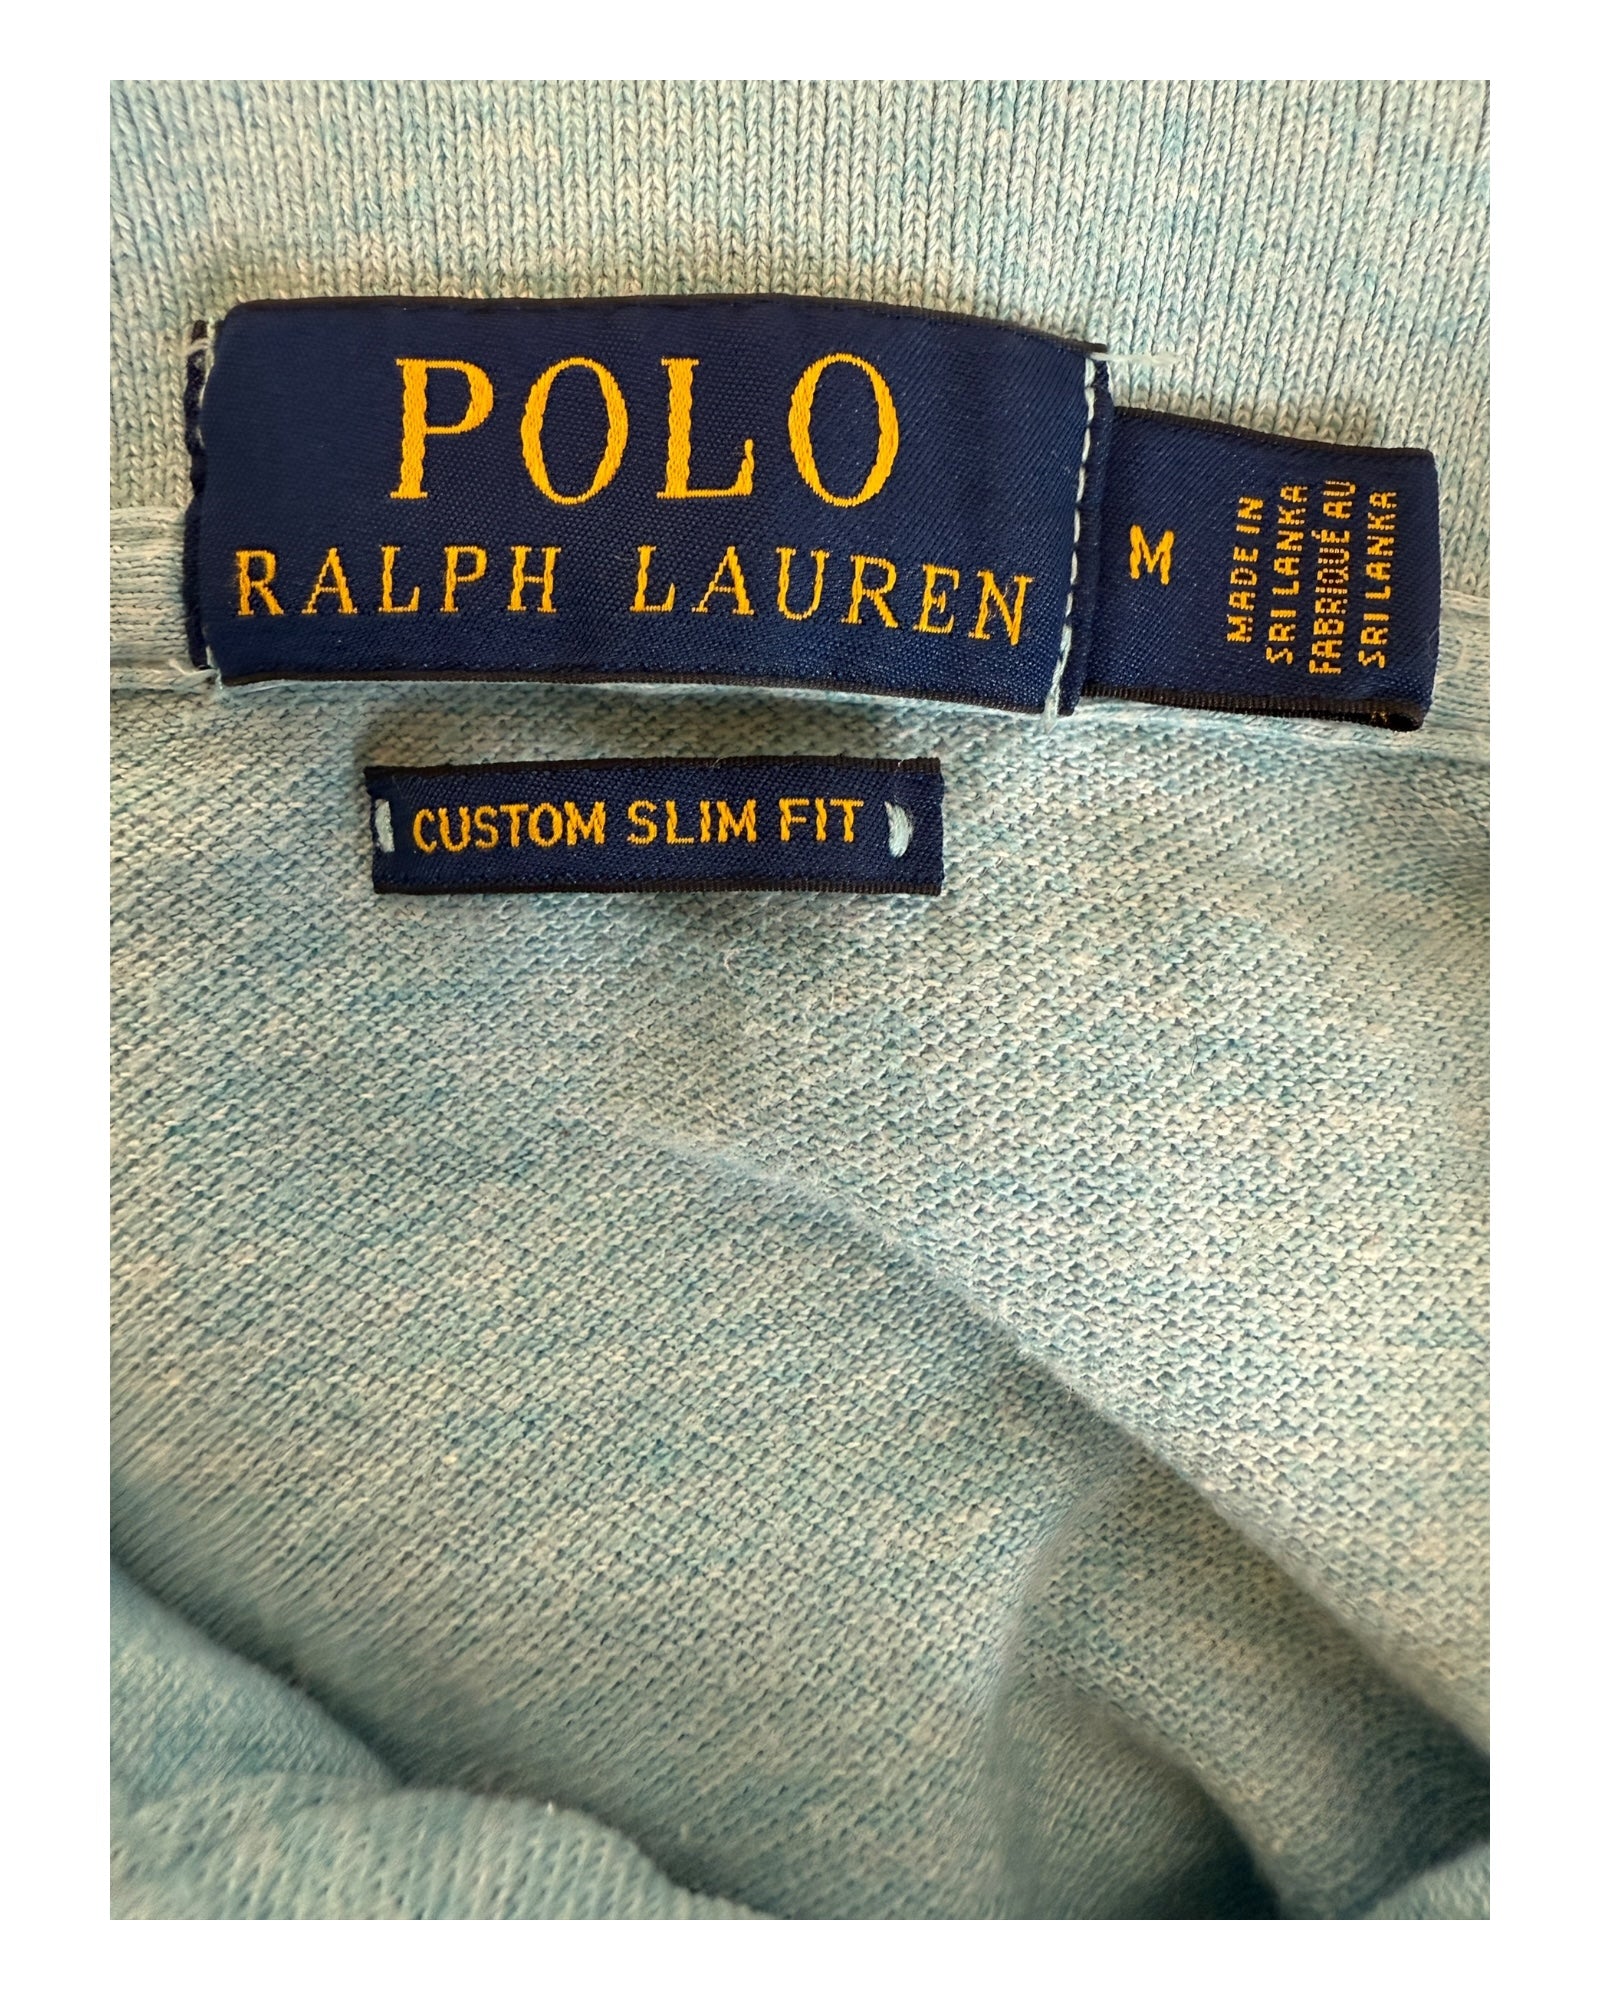 POLO
RALPH LAUREN
M
MADE IN
SRI LANKA
FABRIQUÉ AU
SRI LANKA
CUSTOM SLIM FIT